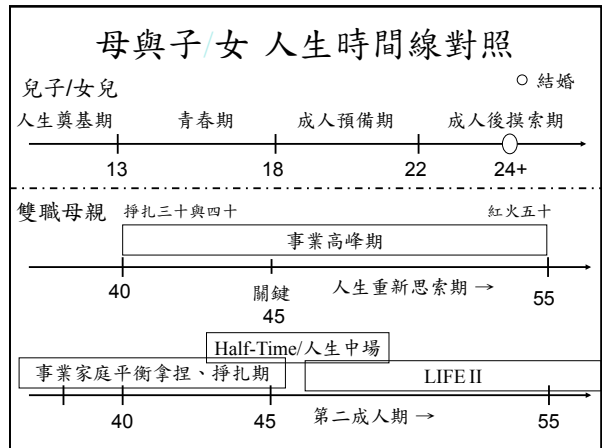 母與子/女 人生時間線對照
兒子/女兒
○ 結婚
人生奠基期 青春期 成人預備期 成人後摸索期
13 18 22 24+
雙職母親 掙扎三十與四十 紅火五十
事業高峰期
40 關鍵 人生重新思索期 → 55
45
Half-Time/人生中場
事業家庭平衡拿捏、掙扎期 LIFE II
40 45 第二成人期 → 55